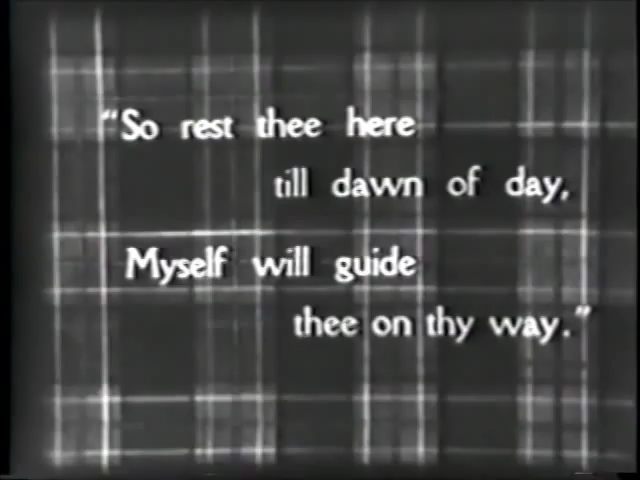 “So rest thee here
till dawn of day,
Myself will guide
thee on thy way.”